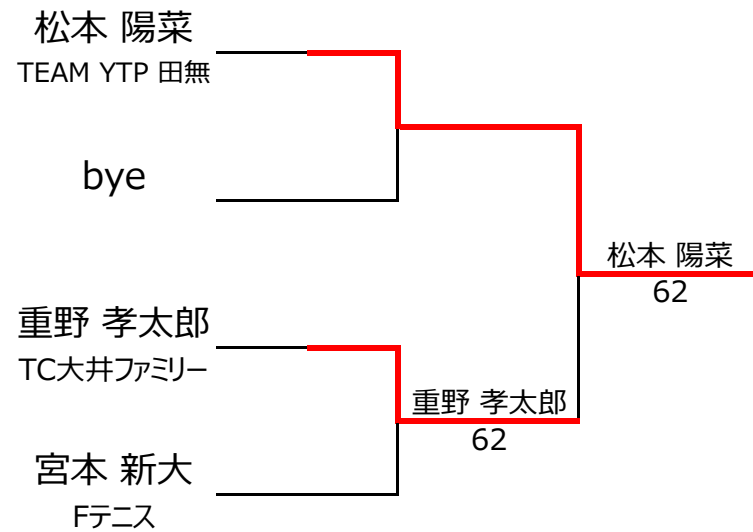 松本 陽菜
TEAM YTP 田無
bye
重野 孝太郎
TC大井ファミリー
宮本 新大
Fテニス
重野 孝太郎
62
松本 陽菜
62